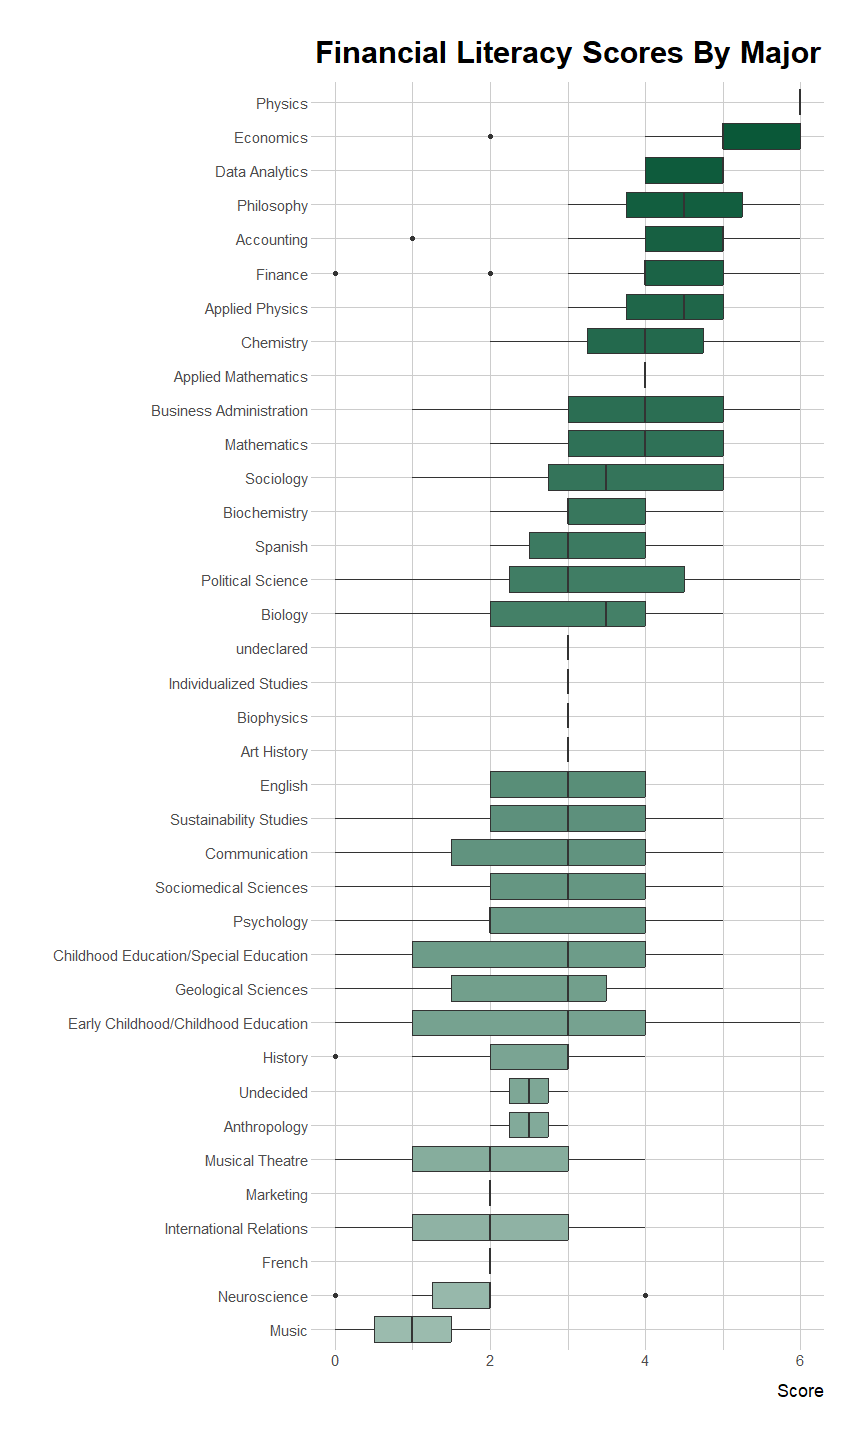 Financial Literacy Scores By Major
Physics
Economics
Data Analytics
Philosophy
Accounting
Finance
Applied Physics
Chemistry
Applied Mathematics
Business Administration
Mathematics
Sociology
Biochemistry
Spanish
Political Science
Biology
undeclared
Individualized Studies
Biophysics
Art History
English
Sustainability Studies
Communication
Sociomedical Sciences
Psychology
Childhood Education/Special Education
Geological Sciences
Early Childhood/Childhood Education
History
Undecided
Anthropology
Musical Theatre
Marketing
International Relations
French
Neuroscience
Music
0 2 4 6
Score